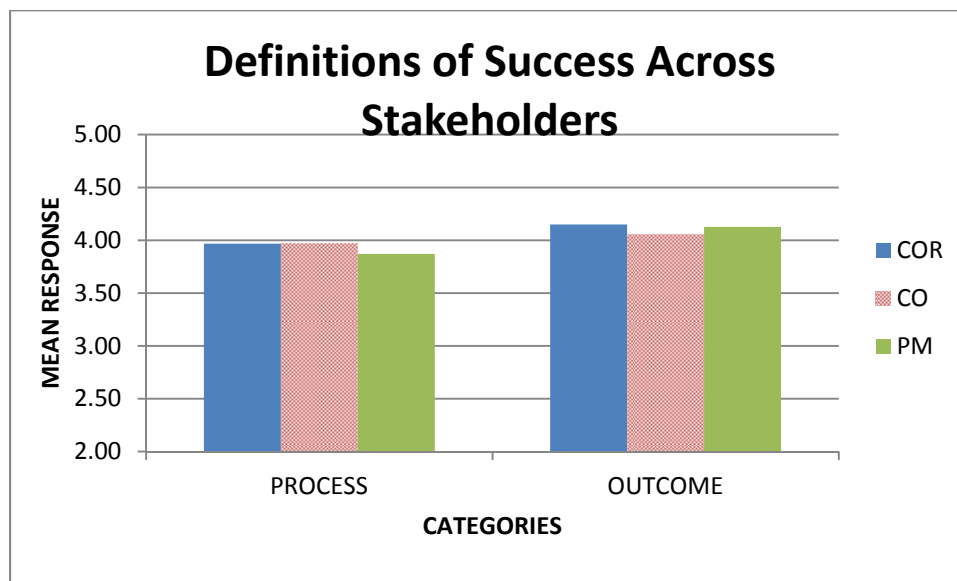 Definitions of Success Across
Stakeholders
5.00
4.50
4.00
3.50
3.00
2.50
2.00
MEAN RESPONSE
PROCESS
OUTCOME
CATEGORIES
COR
CO
PM